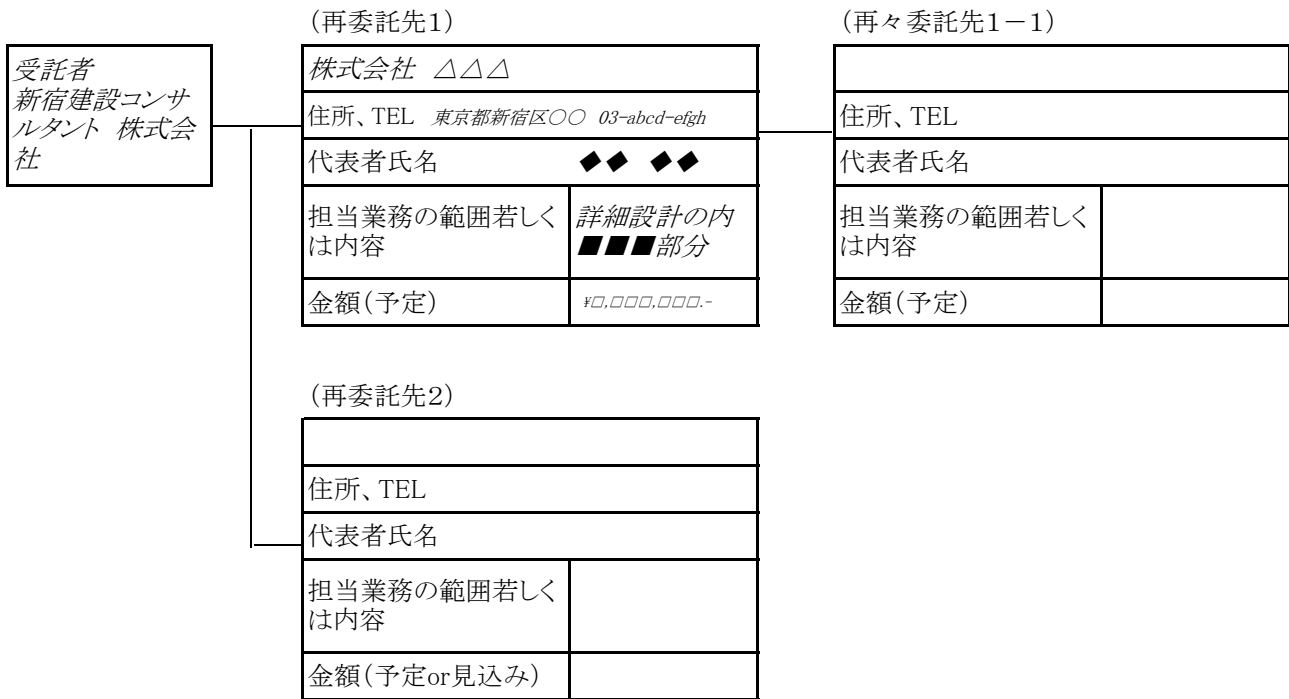 (再委託先1)
(再々委託先1-1)
受託者
新宿建設コンサ
ルタント 株式会
社
株式会社 △△△
住所、TEL 東京都新宿区〇〇 03-abcd-efgh
代表者氏名 ◆◆ ◆◆
担当業務の範囲若しく
は内容
詳細設計の内
■■■部分
金額(予定) ¥□,□□□,□□□.-
住所、TEL
代表者氏名
担当業務の範囲若しく
は内容
金額(予定)
(再委託先2)
住所、TEL
代表者氏名
担当業務の範囲若しく
は内容
金額(予定or見込み)